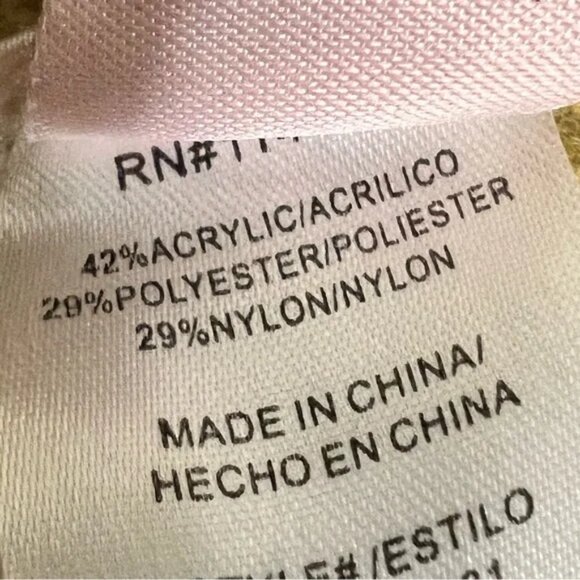 RN#
42%ACRYLIC/ACRILICO
29%POLYESTER/POLIESTER
29%NYLON/NYLON
MADE IN CHINA/
HECHO EN CHINA
/ESTILO